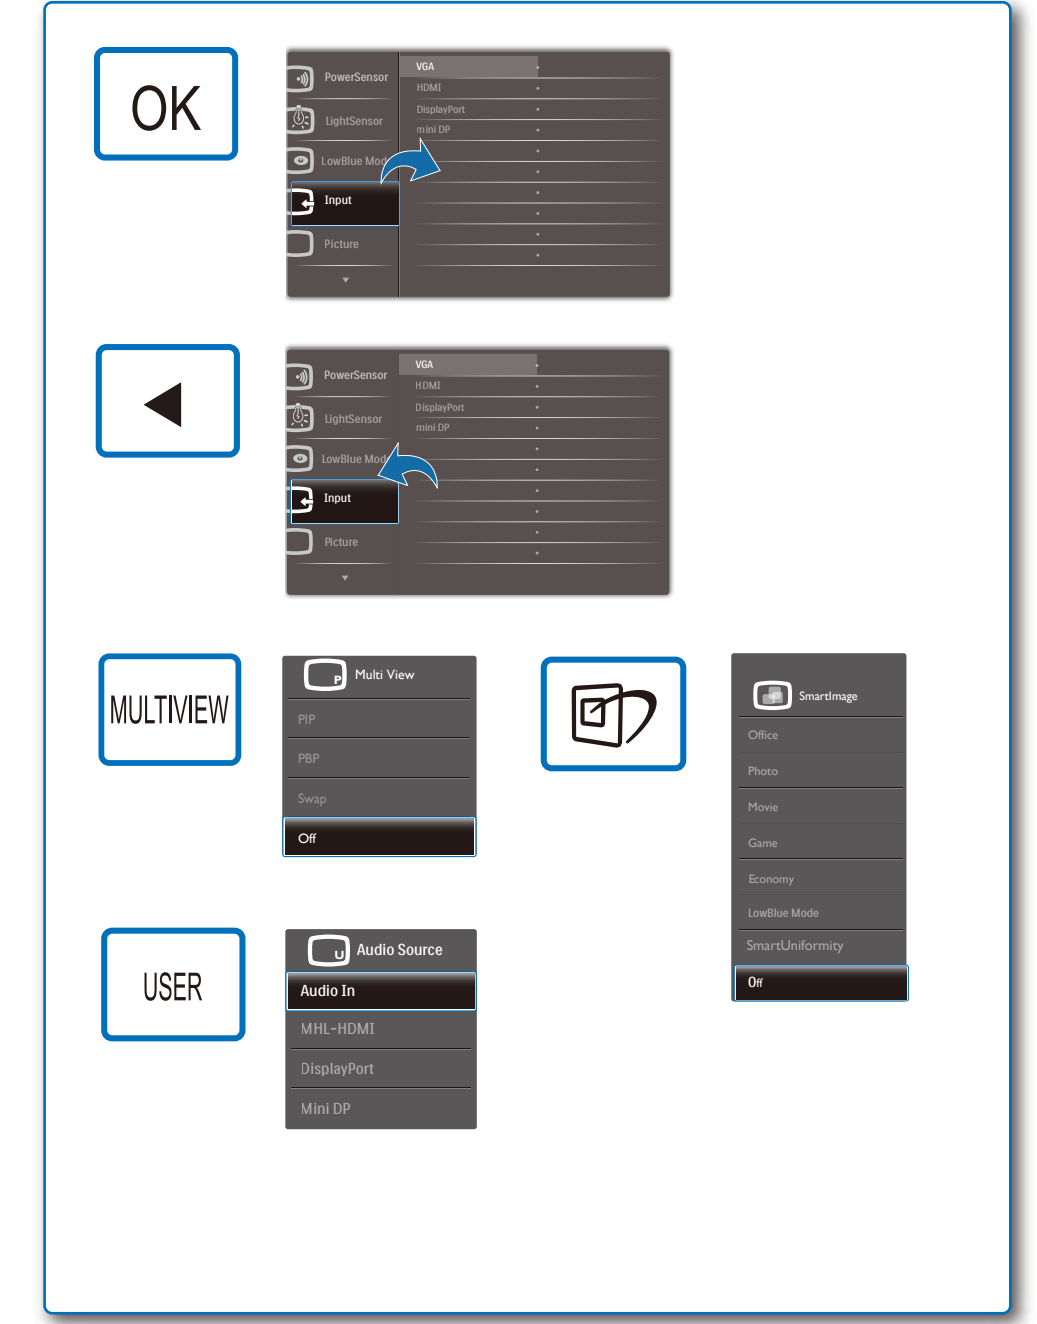 OK
PowerSensor
LightSensor
LowBlue Mod
Input
Picture
VGA
HDMI
DisplayPort
mini DP
PowerSensor
LightSensor
LowBlue Mode
Input
Picture
VGA
HDMI
DisplayPort
mini DP
MULTIVIEW
P
Multi View
PIP
PBP
Swap
Off
SmartImage
Office
Photo
Movie
Game
Economy
LowBlue Mode
SmartUniformity
Off
USER
U
Audio Source
Audio In
MHL-HDMI
DisplayPort
Mini DP